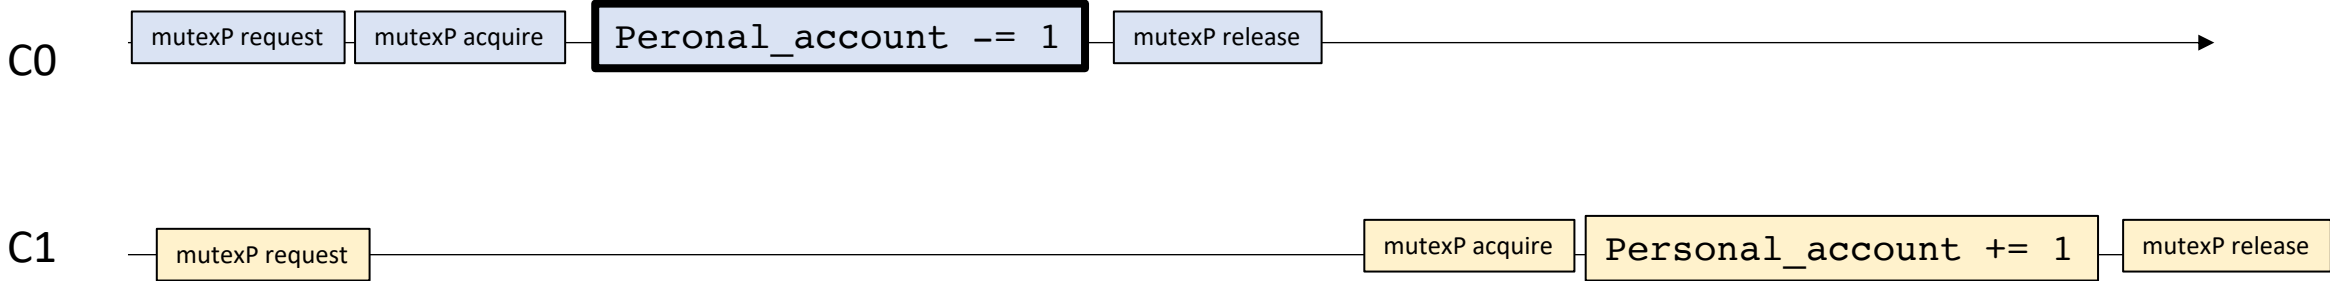 C0
mutexP request
mutexP acquire
Peronal_account -= 1
mutexP release
C1
mutexP request
mutexP acquire
Personal_account += 1
mutexP release